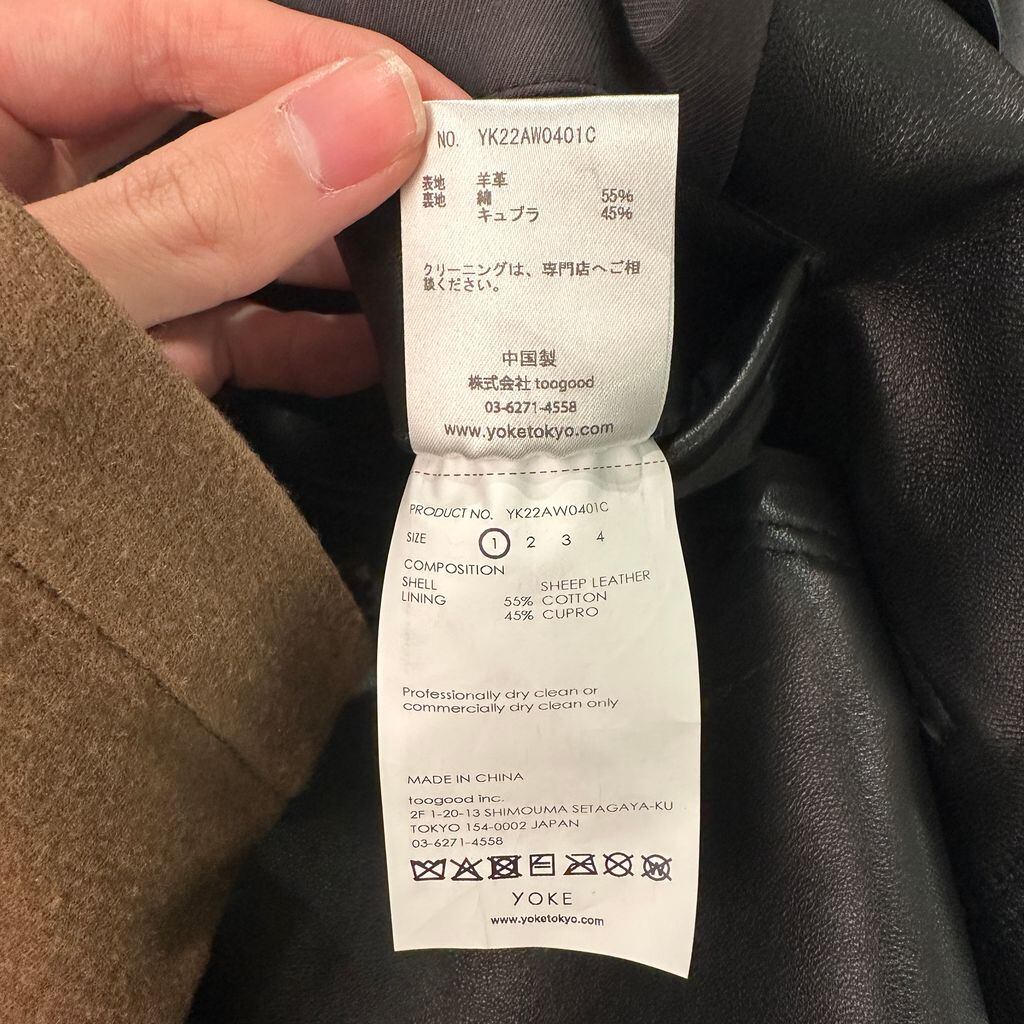 NO. YK22AW0401C
表地 羊革
裏地 綿 55%
キュプラ 45%
クリーニングは、専門店へご相
談ください。
中国製
株式会社 toogood
03-6271-4558
www.yoketokyo.com
PRODUCT NO. YK22AW0401C
SIZE 1 2 3 4
COMPOSITION
SHELL SHEEP LEATHER
LINING 55% COTTON
45% CUPRO
Professionally dry clean or
commercially dry clean only
MADE IN CHINA
toogood inc.
2F 1-20-13 SHIMOUMA SETAGAYA-KU
TOKYO 154-0002 JAPAN
03-6271-4558
W
YOKE
www.yoketokyo.com